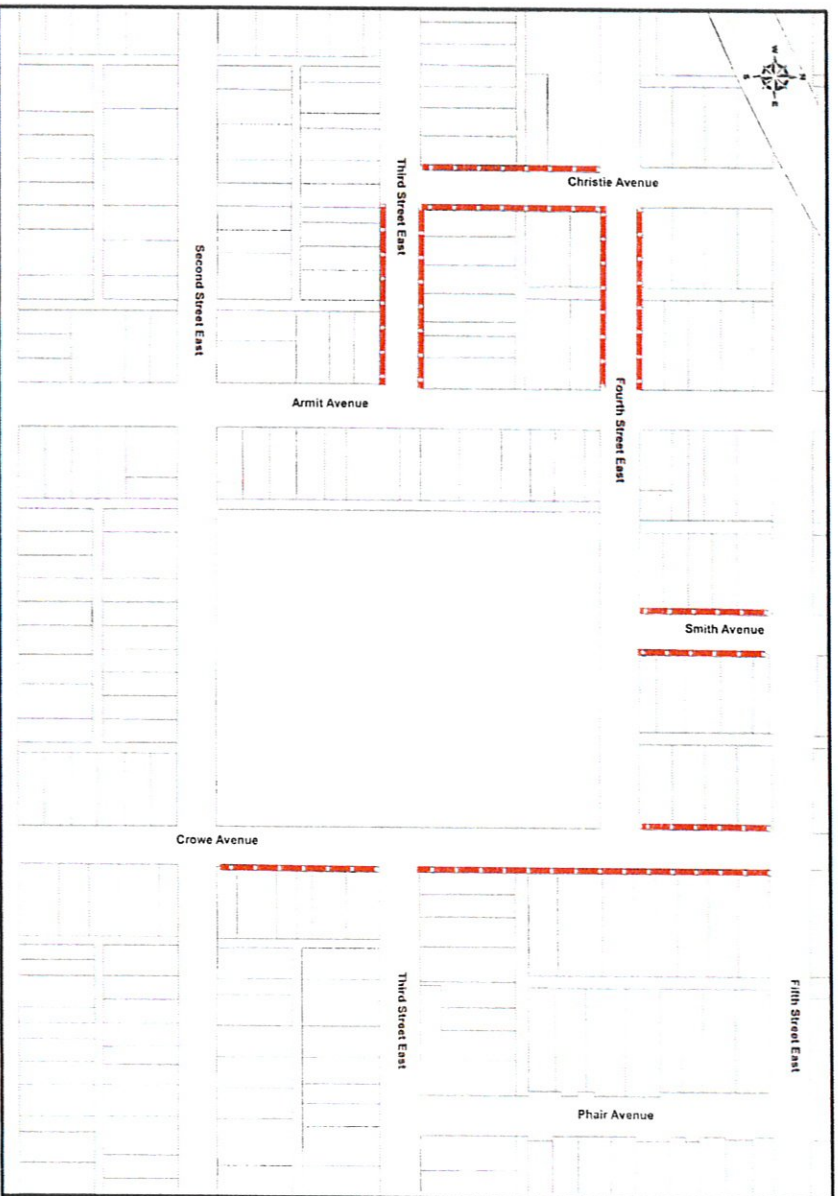 W
N
S
E
Christie Avenue
Third Street East
Second Street East
Armit Avenue
Fourth Street East
Smith Avenue
Crowe Avenue
Third Street East
Fifth Street East
Phair Avenue